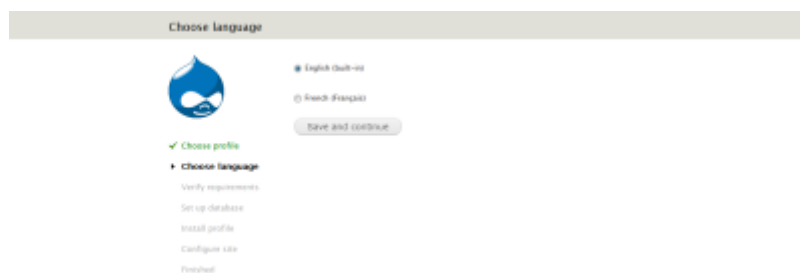 Choose language
English (built-in)
French (Français)
Save and continue
Choose profile
Choose language
Verify requirements
Set up database
Install profile
Configure site
Finished